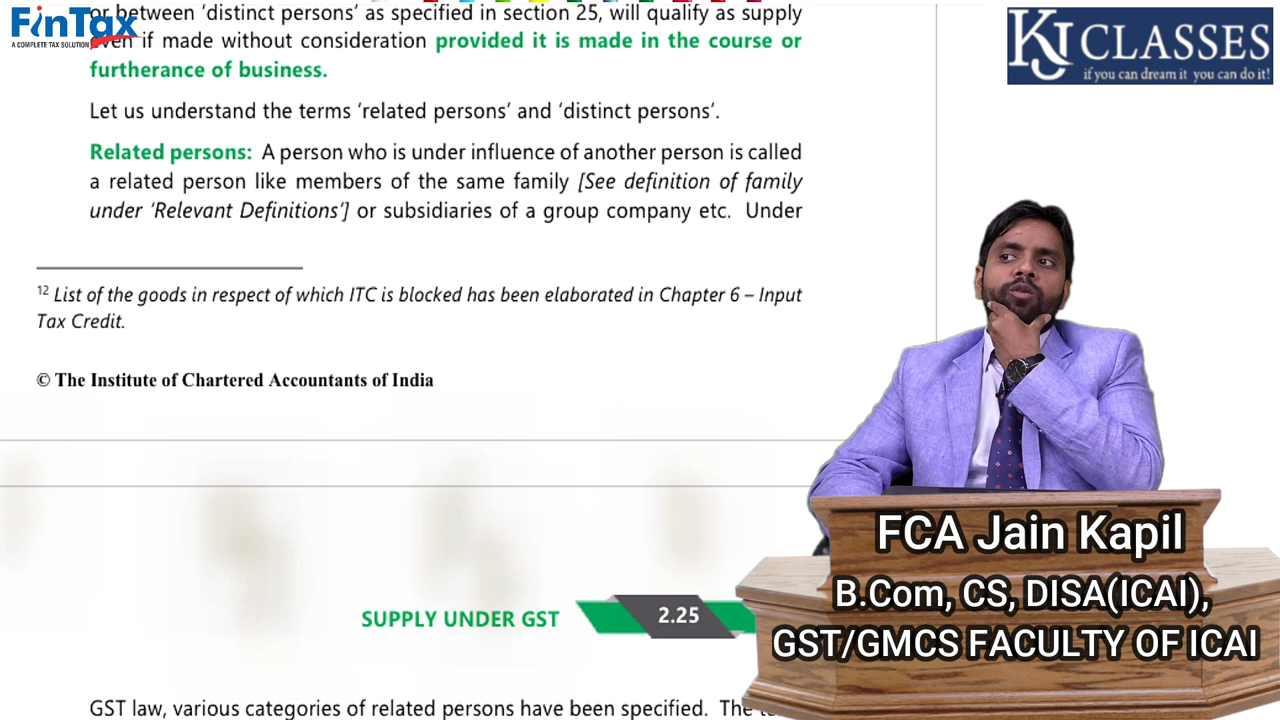 FinTax
A COMPLETE TAX SOLUTION
KJ CLASSES
if you can dream it you can do it!
or between ‘distinct persons’ as specified in section 25, will qualify as supply
even if made without consideration provided it is made in the course or
furtherance of business.
Let us understand the terms ‘related persons’ and ‘distinct persons’.
Related persons: A person who is under influence of another person is called
a related person like members of the same family [See definition of family
under ‘Relevant Definitions’] or subsidiaries of a group company etc. Under
12 List of the goods in respect of which ITC is blocked has been elaborated in Chapter 6 – Input
Tax Credit.
© The Institute of Chartered Accountants of India
SUPPLY UNDER GST 2.25
GST law, various categories of related persons have been specified. The
FCA Jain Kapil
B.Com, CS, DISA(ICAI),
GST/GMCS FACULTY OF ICAI